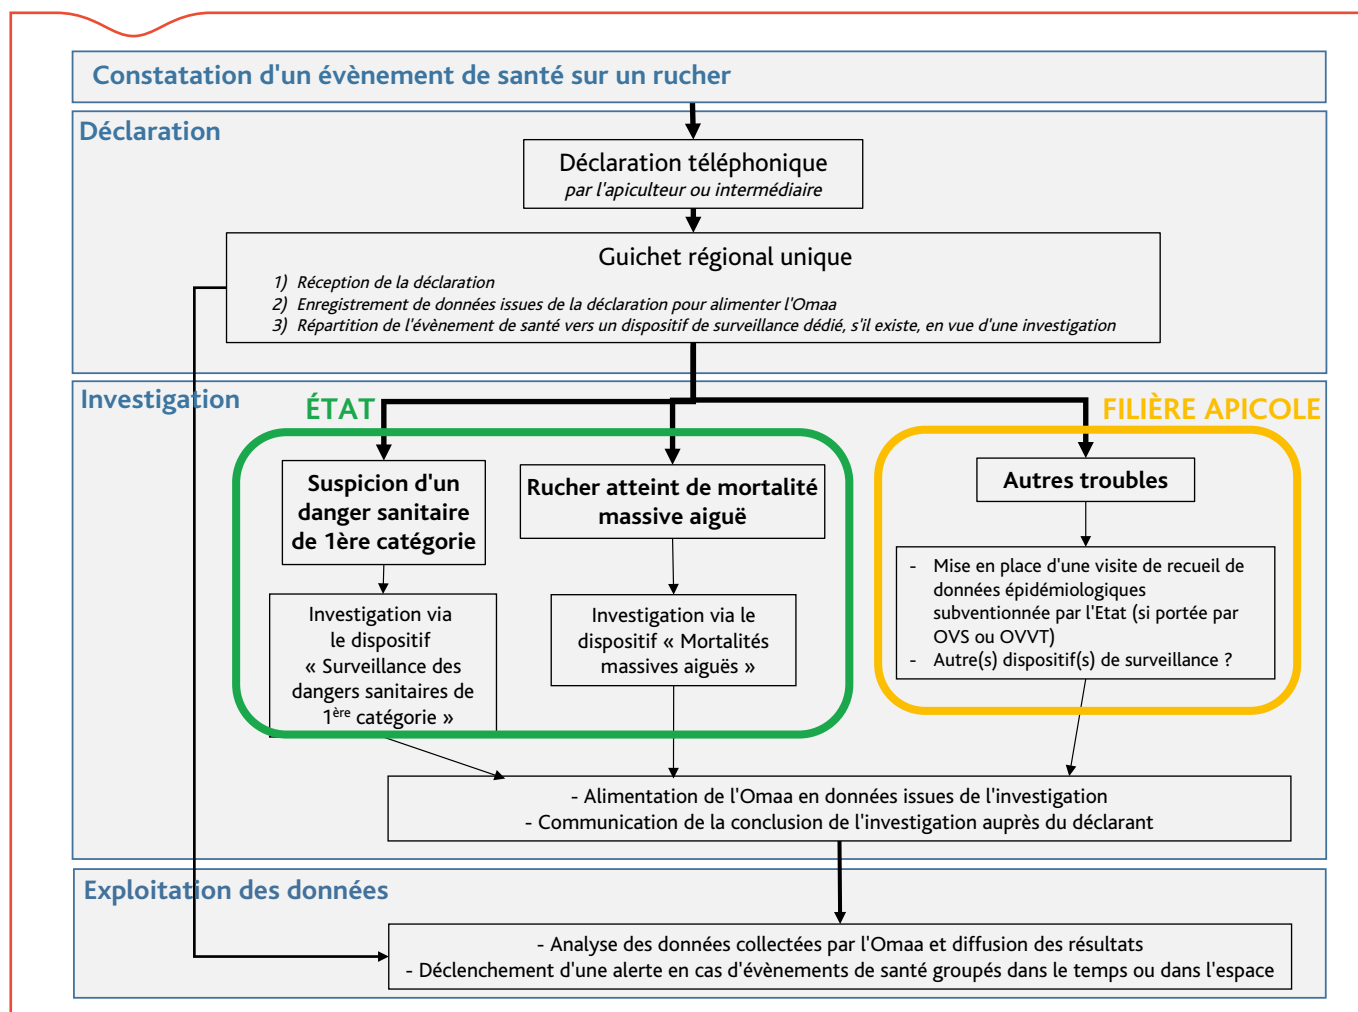 Constatation d'un évènement de santé sur un rucher
Déclaration
Déclaration téléphonique
par l'apiculteur ou intermédiaire
Guichet régional unique
1) Réception de la déclaration
2) Enregistrement de données issues de la déclaration pour alimenter l'Omaa
3) Répartition de l'évènement de santé vers un dispositif de surveillance dédié, s'il existe, en vue d'une investigation
Investigation
ÉTAT
FILIÈRE APICOLE
Suspicion d'un
danger sanitaire
de 1ère catégorie
Rucher atteint de mortalité
massive aiguë
Autres troubles
Investigation via
le dispositif
« Surveillance des
dangers sanitaires de
1ère catégorie »
Investigation via le
dispositif « Mortalités
massives aiguës »
- Mise en place d'une visite de recueil de
données épidémiologiques
subventionnée par l'Etat (si portée par
OVS ou OVVT)
- Autre(s) dispositif(s) de surveillance ?
- Alimentation de l'Omaa en données issues de l'investigation
- Communication de la conclusion de l'investigation auprès du déclarant
Exploitation des données
- Analyse des données collectées par l'Omaa et diffusion des résultats
- Déclenchement d'une alerte en cas d'évènements de santé groupés dans le temps ou dans l'espace